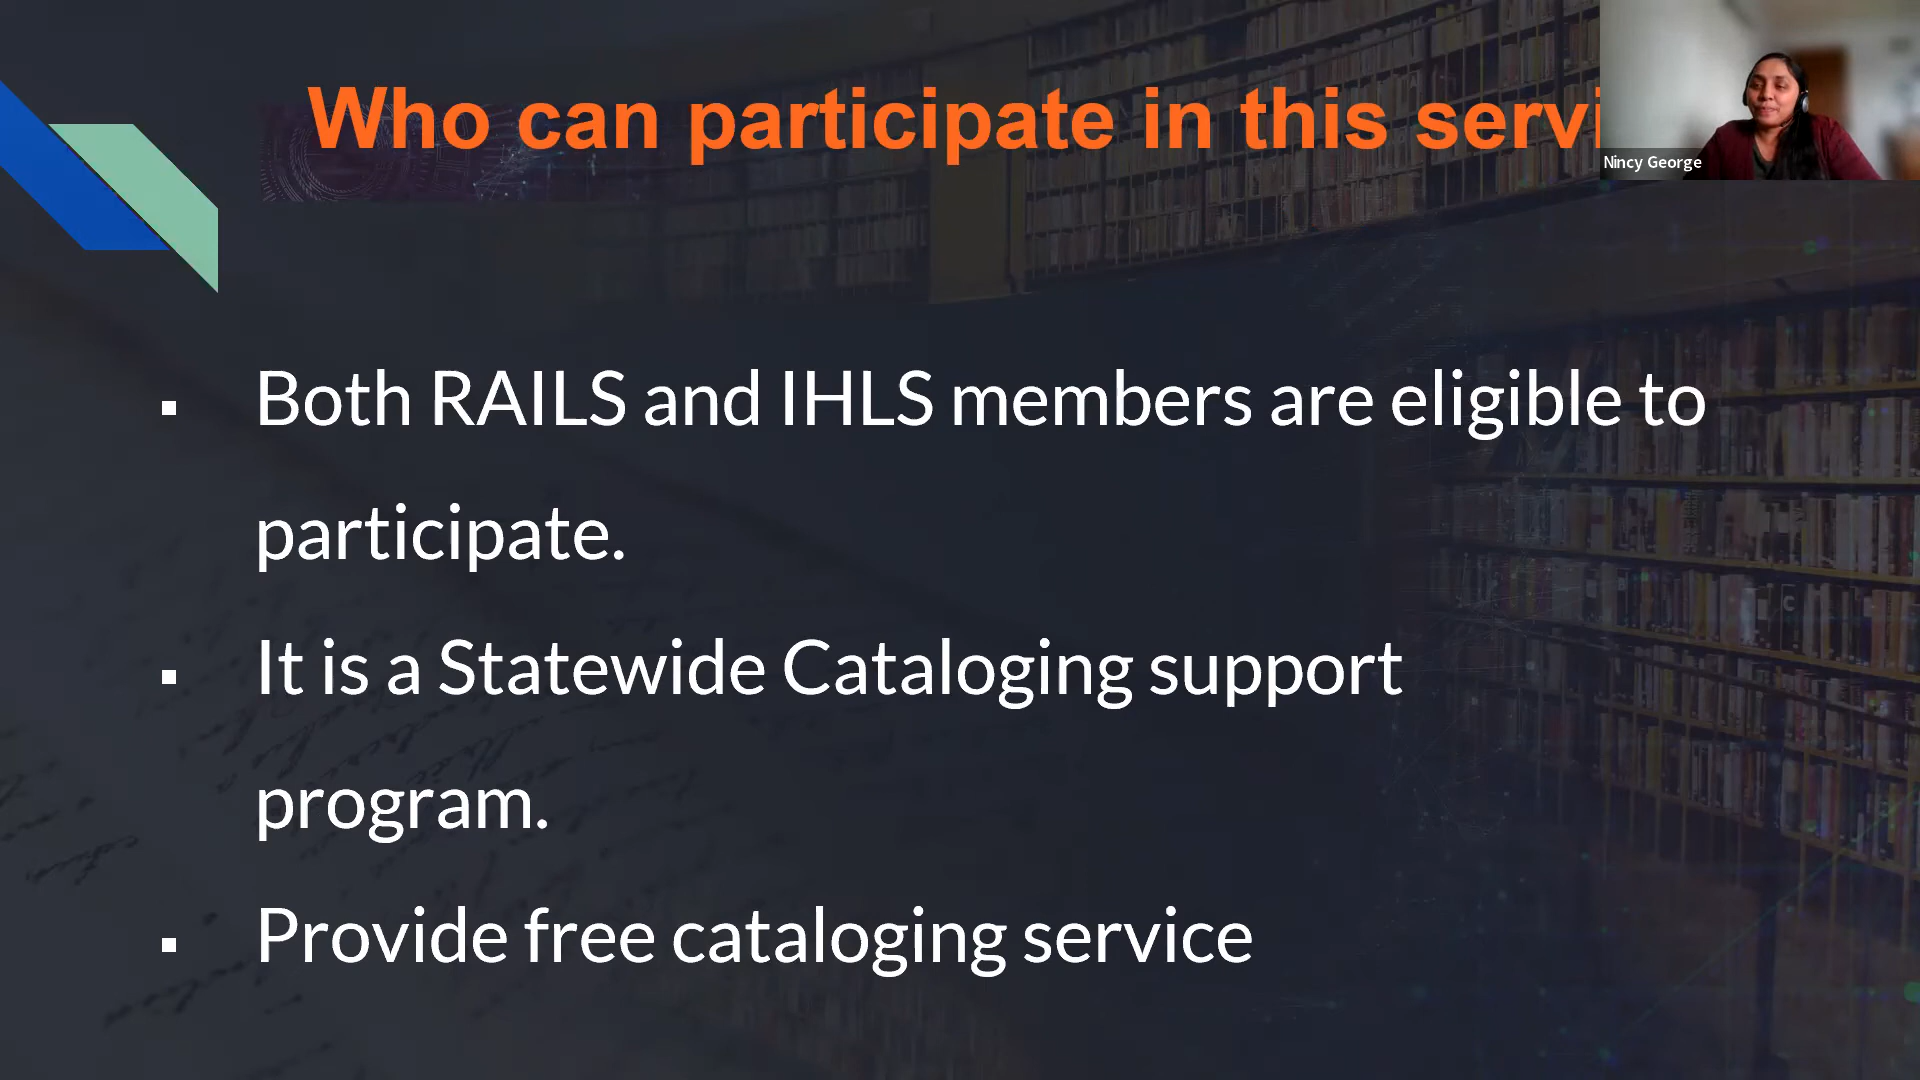 Who can participate in this servi
Nincy George
▪ Both RAILS and IHLS members are eligible to
participate.
▪ It is a Statewide Cataloging support
program.
▪ Provide free cataloging service